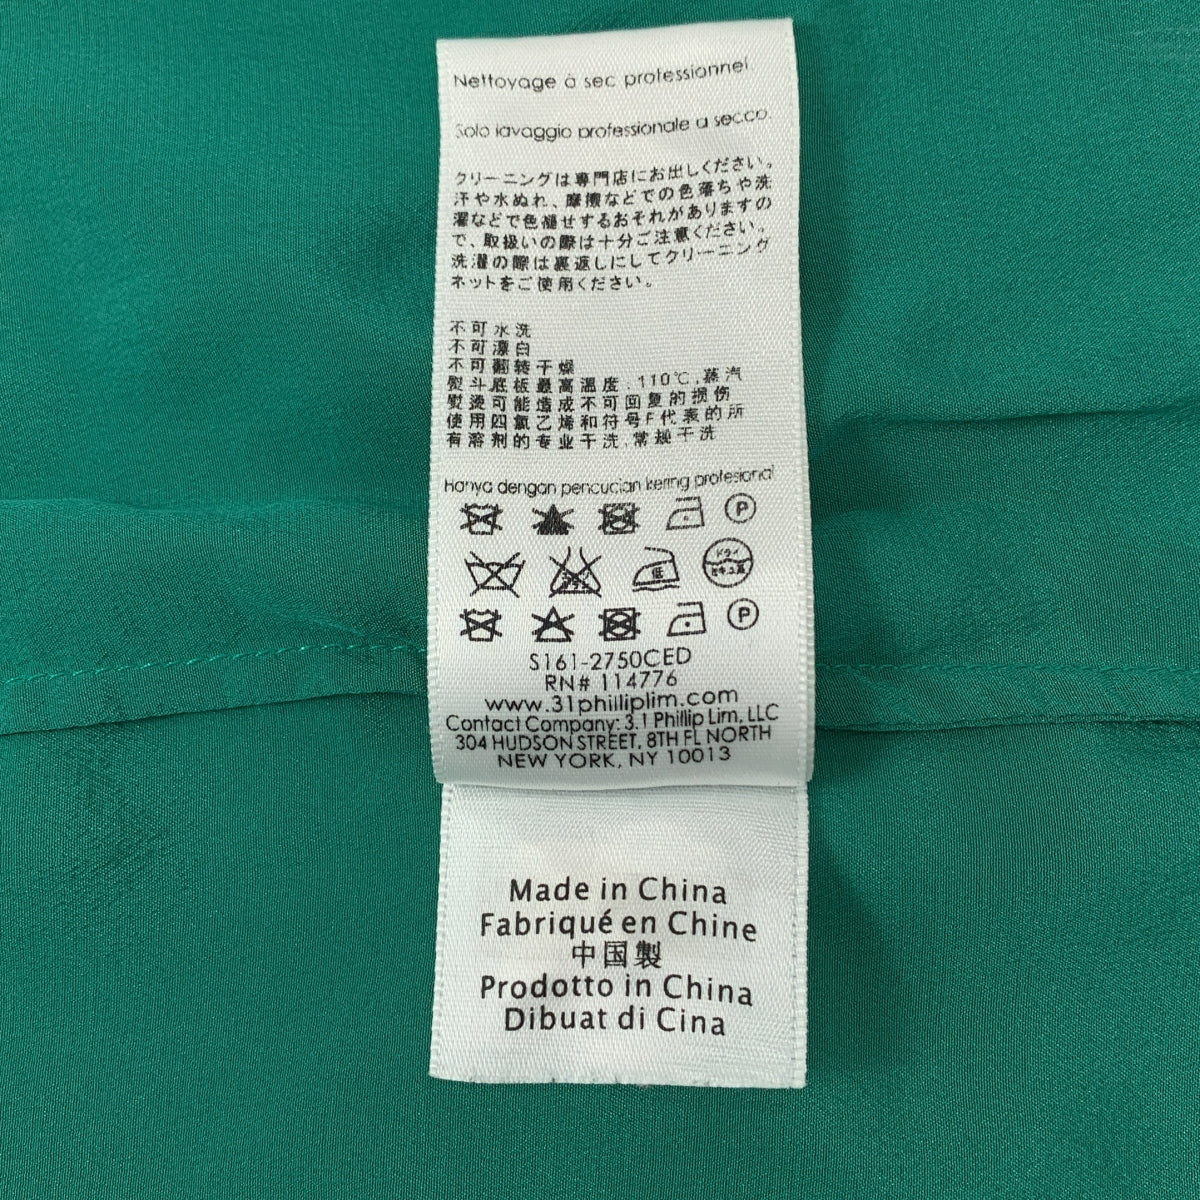 Nettoyage à sec professionnel
Solo lavaggio professionale a secco.
クリーニングは専門店にお出しください。
汗や水ぬれ、摩擦などでの色落ちや洗
濯などで色褪せするおそれがありますの
で、取扱いの際は十分ご注意ください。
洗濯の際は裏返しにしてクリーニング
ネットをご使用ください。
不可水洗
不可漂白
不可翻转干燥
熨斗底板最高温度.110℃,蒸汽
熨烫可能造成不可回复的损伤
使用四氯乙烯和符号F代表的所
有溶剂的专业干洗,常规干洗
Hanya dengan pencucian kering profesional
P
低 ドライ セキユ系
P
S161-2750CED
RN# 114776
www.31philliplim.com
Contact Company: 3.1 Phillip Lim, LLC
304 HUDSON STREET, 8TH FL NORTH
NEW YORK, NY 10013
Made in China
Fabriqué en Chine
中国製
Prodotto in China
Dibuat di Cina